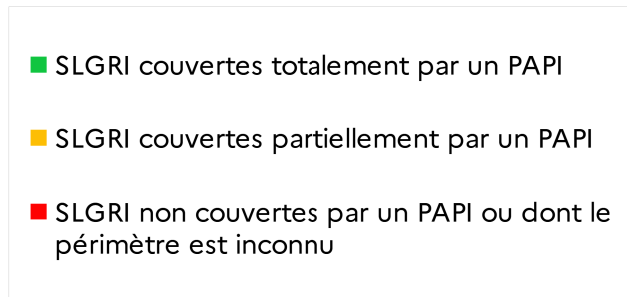 SLGRI couvertes totalement par un PAPI
SLGRI couvertes partiellement par un PAPI
SLGRI non couvertes par un PAPI ou dont le
périmètre est inconnu